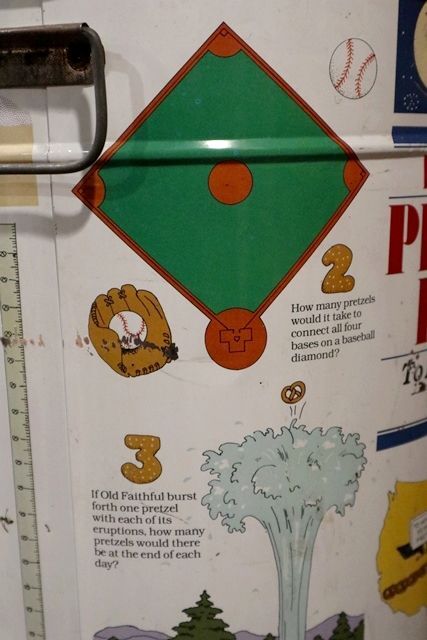 2
How many pretzels
would it take to
connect all four
bases on a baseball
diamond?
3
If Old Faithful burst
forth one pretzel
with each of its
eruptions, how many
pretzels would there
be at the end of each
day?